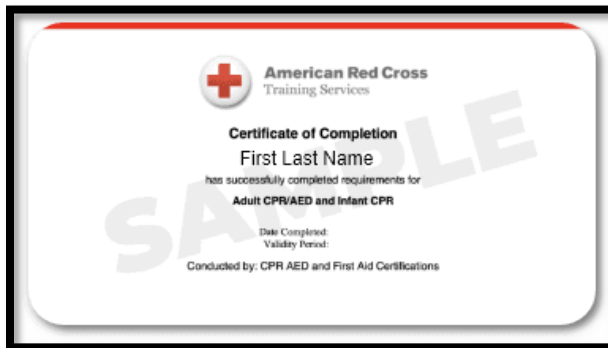 American Red Cross
Training Services
SAMPLE
Certificate of Completion
First Last Name
has successfully completed requirements for
Adult CPR/AED and Infant CPR
Date Completed:
Validity Period:
Conducted by: CPR AED and First Aid Certifications